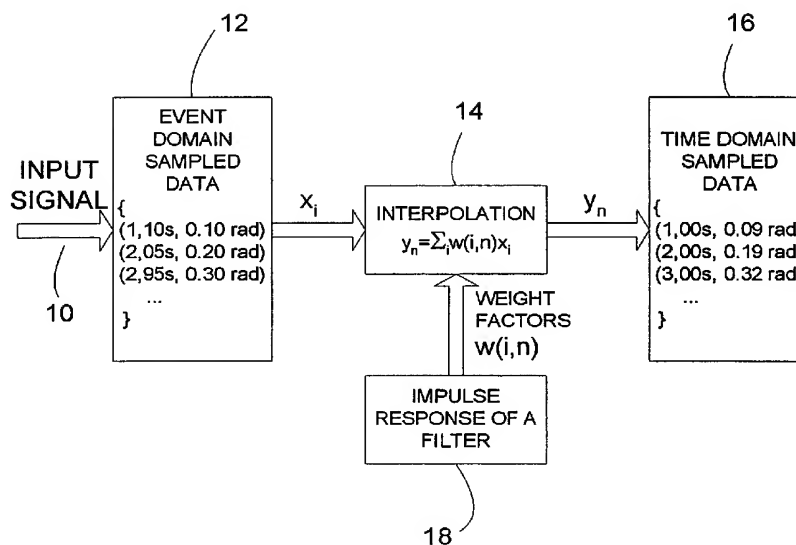 12
EVENT
DOMAIN
SAMPLED
DATA
{
(1,10s, 0.10 rad)
(2,05s, 0.20 rad)
(2,95s, 0.30 rad)
...
}
INPUT
SIGNAL
10
xᵢ
14
INTERPOLATION
yₙ=∑ᵢw(i,n)xᵢ
yₙ
WEIGHT
FACTORS
w(i,n)
IMPULSE
RESPONSE OF A
FILTER
18
16
TIME DOMAIN
SAMPLED
DATA
{
(1,00s, 0.09 rad)
(2,00s, 0.19 rad)
(3,00s, 0.32 rad)
...
}